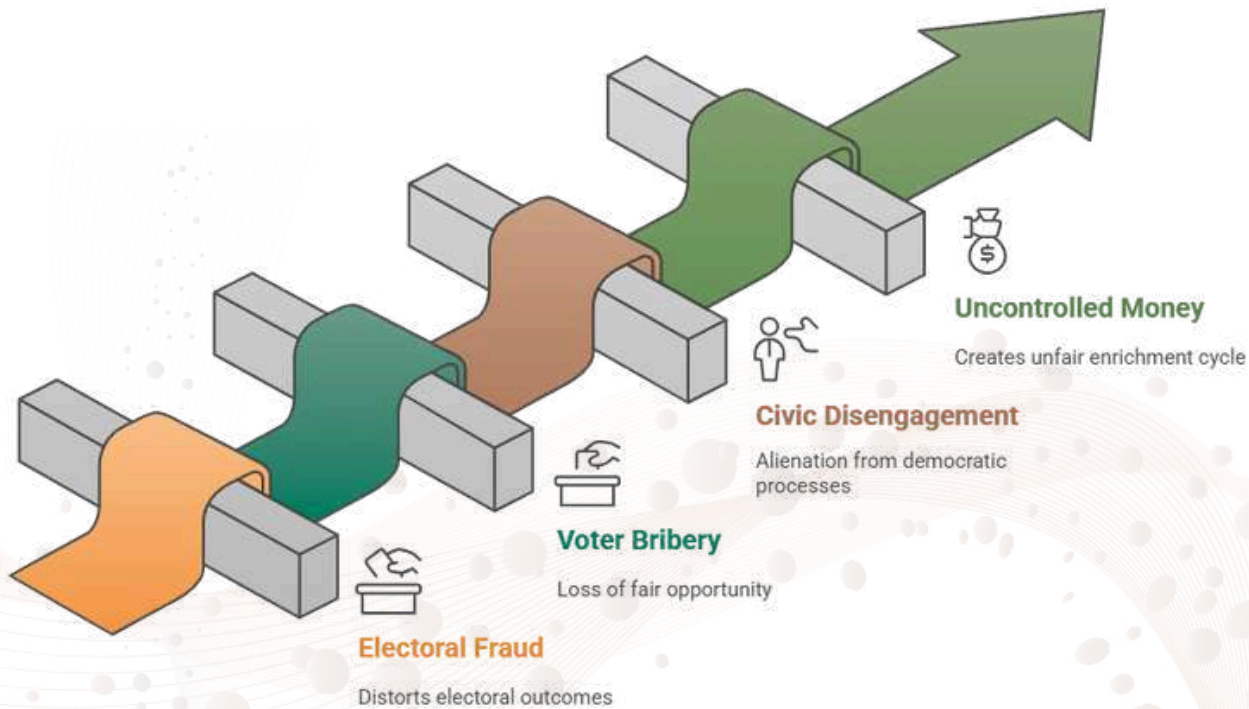 Uncontrolled Money
Creates unfair enrichment cycle
Civic Disengagement
Alienation from democratic
processes
Voter Bribery
Loss of fair opportunity
Electoral Fraud
Distorts electoral outcomes
$